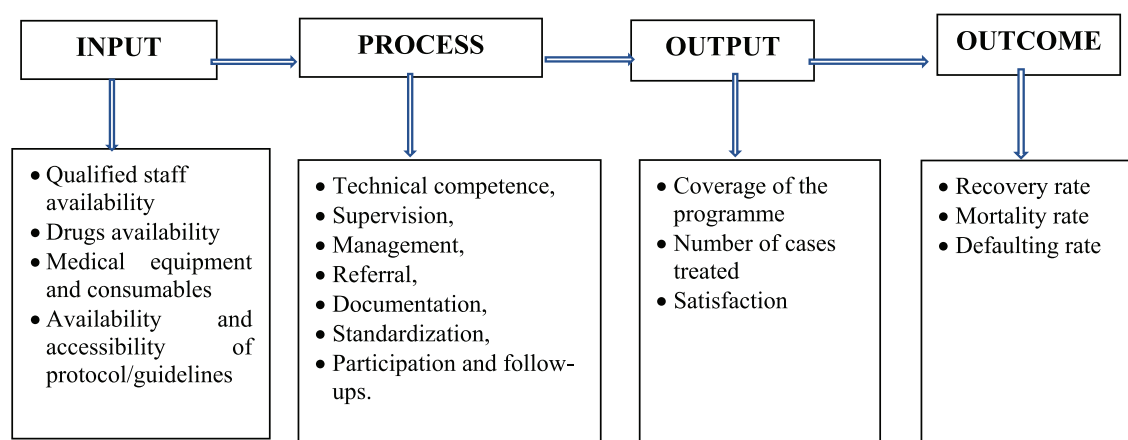 INPUT
PROCESS
OUTPUT
OUTCOME
• Qualified staff
availability
• Drugs availability
• Medical equipment
and consumables
• Availability and
accessibility of
protocol/guidelines
• Technical competence,
• Supervision,
• Management,
• Referral,
• Documentation,
• Standardization,
• Participation and follow-
ups.
• Coverage of the
programme
• Number of cases
treated
• Satisfaction
• Recovery rate
• Mortality rate
• Defaulting rate